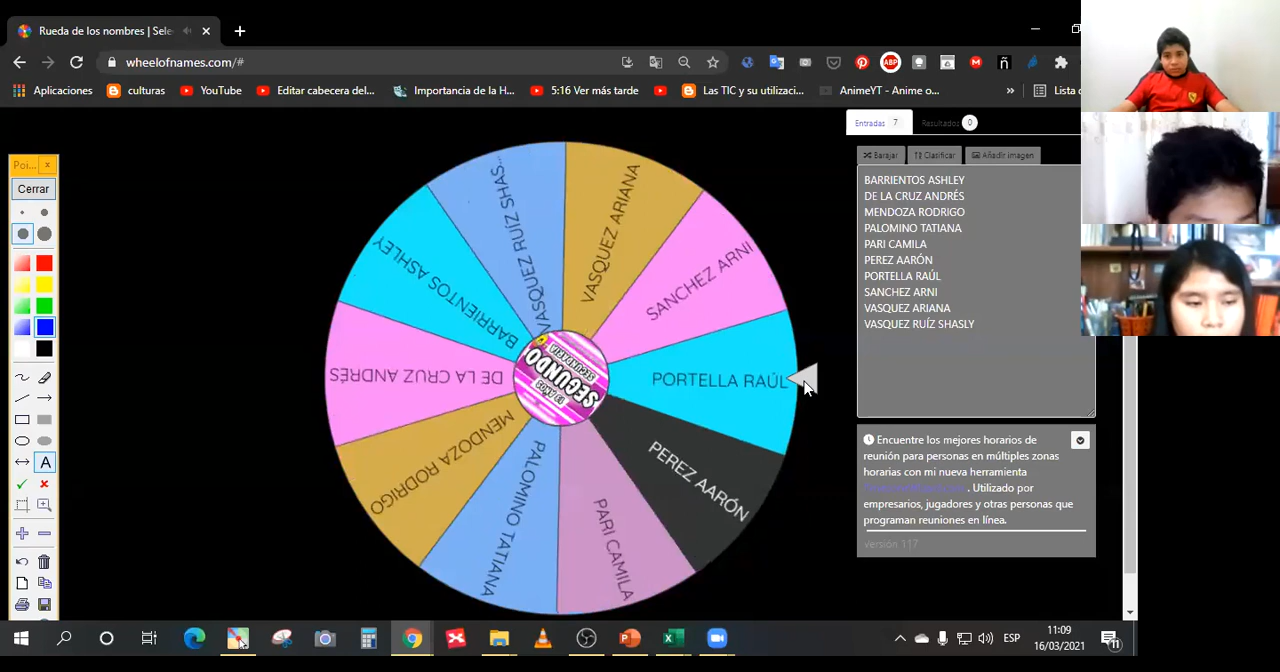 Rueda de los nombres | Sele
wheelofnames.com/#
Aplicaciones
culturas
YouTube
Editar cabecera del...
Importancia de la H...
5:16 Ver más tarde
Las TIC y su utilizaci...
AnimeYT - Anime o...
Lista d
Poi...
Cerrar
Entradas 7
Resultados 0
Barajar
Clasificar
Añadir imagen
BARRIENTOS ASHLEY
DE LA CRUZ ANDRÉS
MENDOZA RODRIGO
PALOMINO TATIANA
PARI CAMILA
PEREZ AARÓN
PORTELLA RAÚL
SANCHEZ ARNI
VASQUEZ ARIANA
VASQUEZ RUÍZ SHASLY
VASQUEZ RUÍZ SHAS...
VASQUEZ ARIANA
SANCHEZ ARNI
PORTELLA RAÚL
PEREZ AARÓN
PARI CAMILA
PALOMINO TATIANA
MENDOZA RODRIGO
DE LA CRUZ ANDRÉS
BARRIENTOS ASHLEY
SEGUNDO
SECUNDARIA
13 AÑOS
Encuentre los mejores horarios de
reunión para personas en múltiples zonas
horarias con mi nueva herramienta
. Utilizado por
empresarios, jugadores y otras personas que
programan reuniones en línea.
versión 117
ESP
11:09
16/03/2021